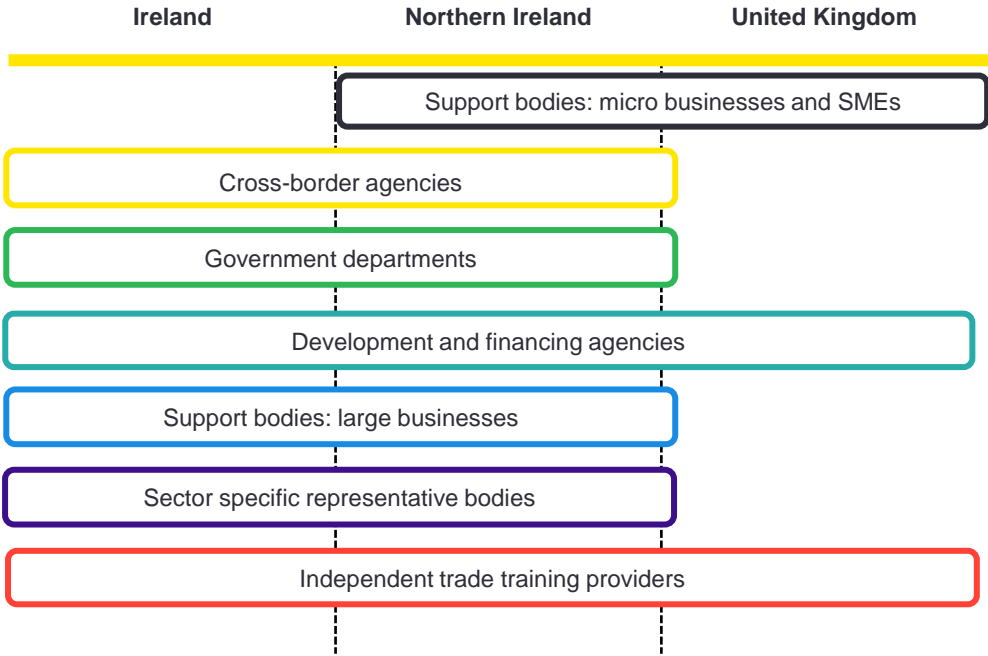 Ireland Northern Ireland United Kingdom
Support bodies: micro businesses and SMEs
Cross-border agencies
Government departments
Development and financing agencies
Support bodies: large businesses
Sector specific representative bodies
Independent trade training providers